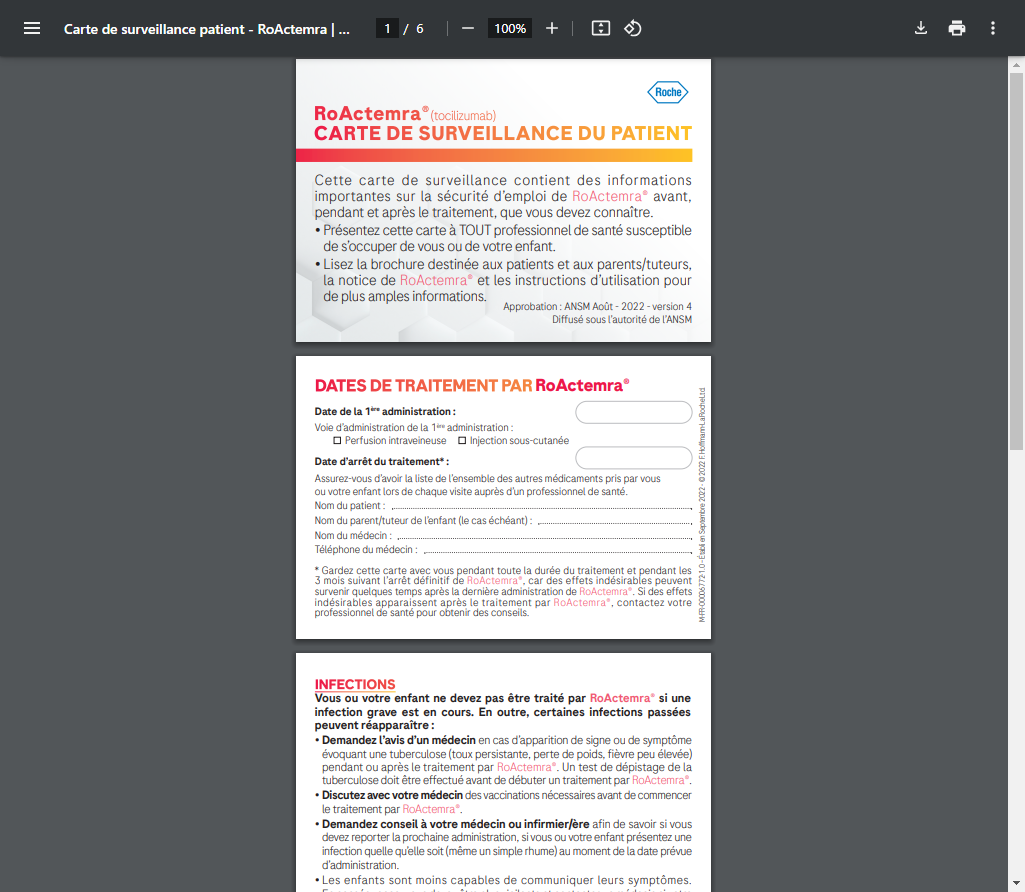 Carte de surveillance patient - RoActemra | ...
1 / 6
100%
Roche
RoActemra® (tocilizumab)
CARTE DE SURVEILLANCE DU PATIENT
Cette carte de surveillance contient des informations
importantes sur la sécurité d'emploi de RoActemra® avant,
pendant et après le traitement, que vous devez connaître.
• Présentez cette carte à TOUT professionnel de santé susceptible
de s'occuper de vous ou de votre enfant.
• Lisez la brochure destinée aux patients et aux parents/tuteurs,
la notice de RoActemra® et les instructions d'utilisation pour
de plus amples informations.
Approbation : ANSM Août - 2022 - version 4
Diffusé sous l'autorité de l'ANSM
DATES DE TRAITEMENT PAR RoActemra®
Date de la 1ère administration :
Voie d'administration de la 1ère administration :
Perfusion intraveineuse Injection sous-cutanée
Date d'arrêt du traitement* :
Assurez-vous d'avoir la liste de l'ensemble des autres médicaments pris par vous
ou votre enfant lors de chaque visite auprès d'un professionnel de santé.
Nom du patient :
Nom du parent/tuteur de l'enfant (le cas échéant) :
Nom du médecin :
Téléphone du médecin :
* Gardez cette carte avec vous pendant toute la durée du traitement et pendant les
3 mois suivant l'arrêt définitif de RoActemra®, car des effets indésirables peuvent
survenir quelques temps après la dernière administration de RoActemra®. Si des effets
indésirables apparaissent après le traitement par RoActemra®, contactez votre
professionnel de santé pour obtenir des conseils.
M-FR-00006772-1.0 - Établi en Septembre 2022 - © 2022 F. Hoffmann-La Roche Ltd.
INFECTIONS
Vous ou votre enfant ne devez pas être traité par RoActemra® si une
infection grave est en cours. En outre, certaines infections passées
peuvent réapparaître :
• Demandez l'avis d'un médecin en cas d'apparition de signe ou de symptôme
évoquant une tuberculose (toux persistante, perte de poids, fièvre peu élevée)
pendant ou après le traitement par RoActemra®. Un test de dépistage de la
tuberculose doit être effectué avant de débuter un traitement par RoActemra®.
• Discutez avec votre médecin des vaccinations nécessaires avant de commencer
le traitement par RoActemra®.
• Demandez conseil à votre médecin ou infirmier/ère afin de savoir si vous
devez reporter la prochaine administration, si vous ou votre enfant présentez une
infection quelle qu'elle soit (même un simple rhume) au moment de la date prévue
d'administration.
• Les enfants sont moins capables de communiquer leurs symptômes.